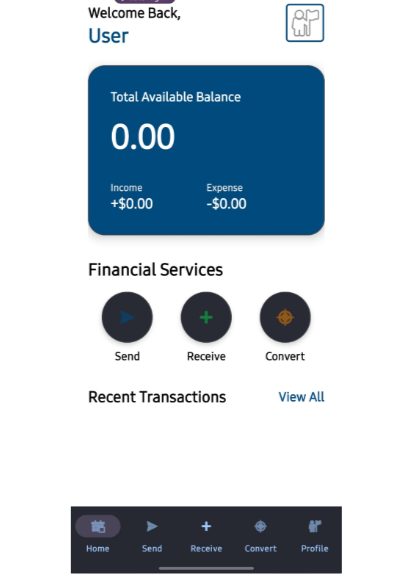 Welcome Back,
User
Total Available Balance
0.00
Income Expense
+$0.00 -$0.00
Financial Services
Send Receive Convert
Recent Transactions View All
Home Send Receive Convert Profile